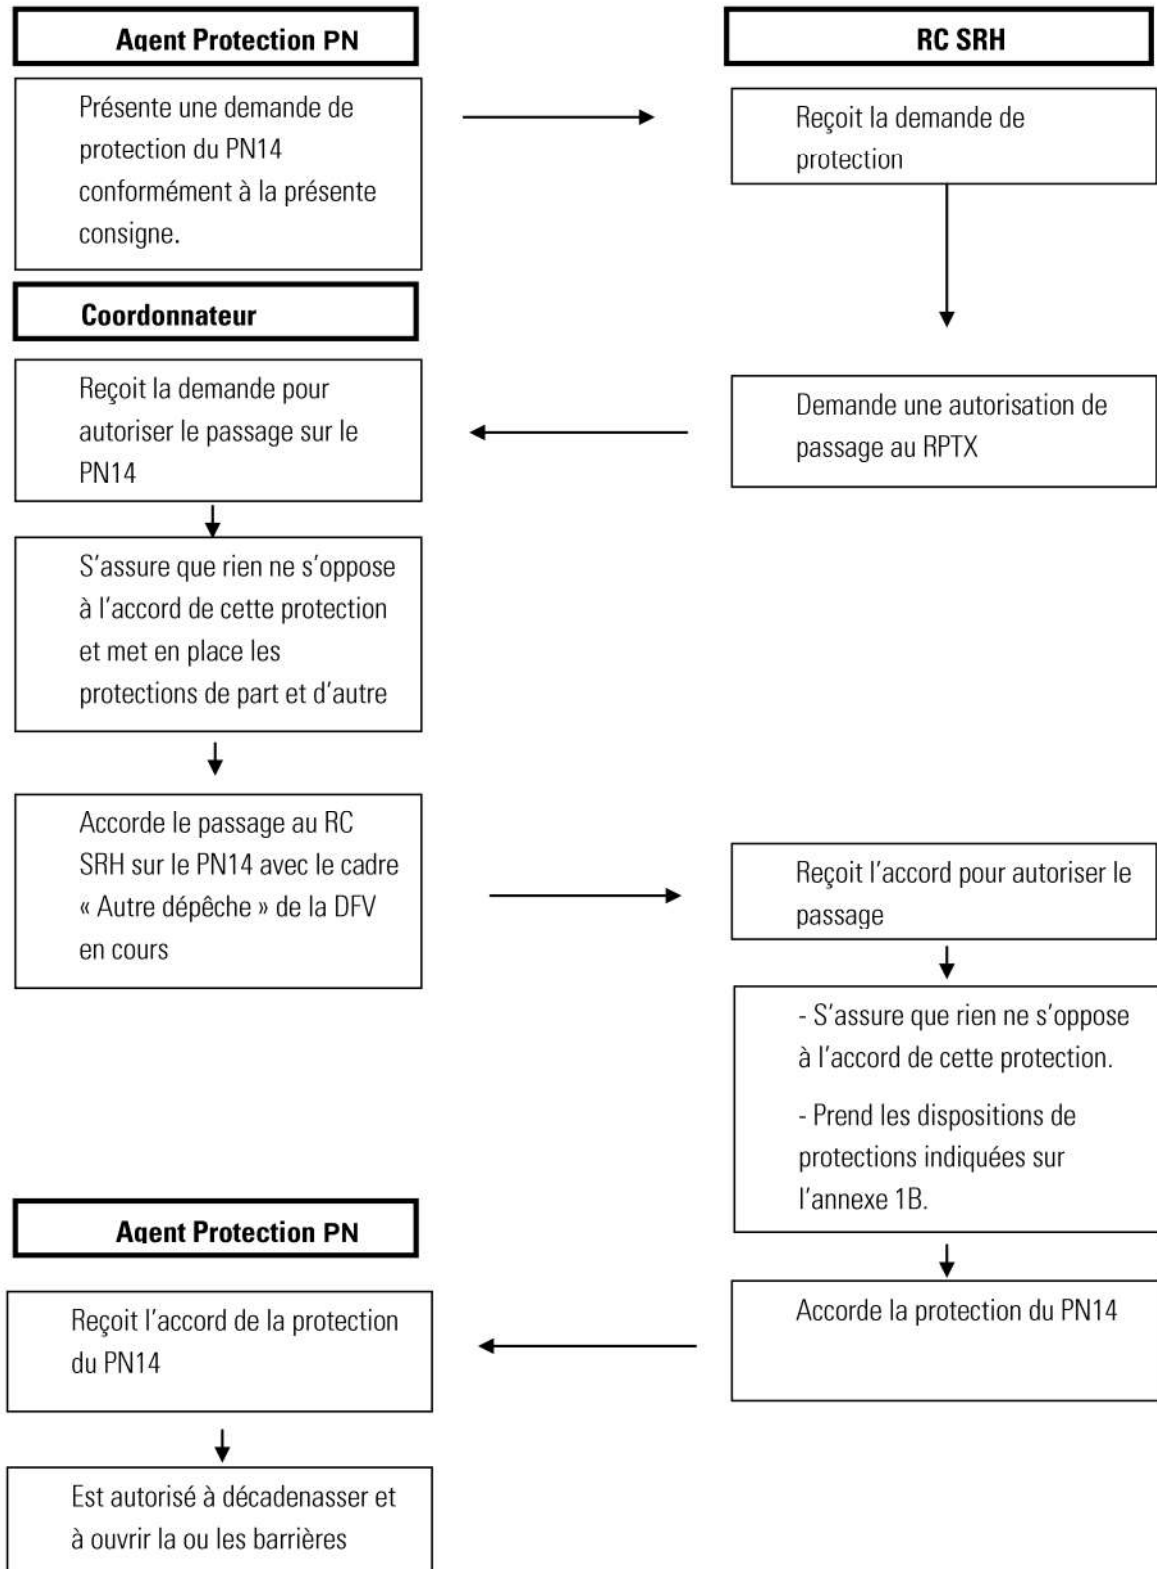 Agent Protection PN
RC SRH
Présente une demande de
protection du PN14
conformément à la présente
consigne.
Reçoit la demande de
protection
Coordonnateur
Reçoit la demande pour
autoriser le passage sur le
PN14
Demande une autorisation de
passage au RPTX
S'assure que rien ne s'oppose
à l'accord de cette protection
et met en place les
protections de part et d'autre
Accorde le passage au RC
SRH sur le PN14 avec le cadre
« Autre dépêche » de la DFV
en cours
Reçoit l'accord pour autoriser le
passage
- S'assure que rien ne s'oppose
à l'accord de cette protection.
- Prend les dispositions de
protections indiquées sur
l'annexe 1B.
Agent Protection PN
Reçoit l'accord de la protection
du PN14
Accorde la protection du PN14
Est autorisé à décadenasser et
à ouvrir la ou les barrières